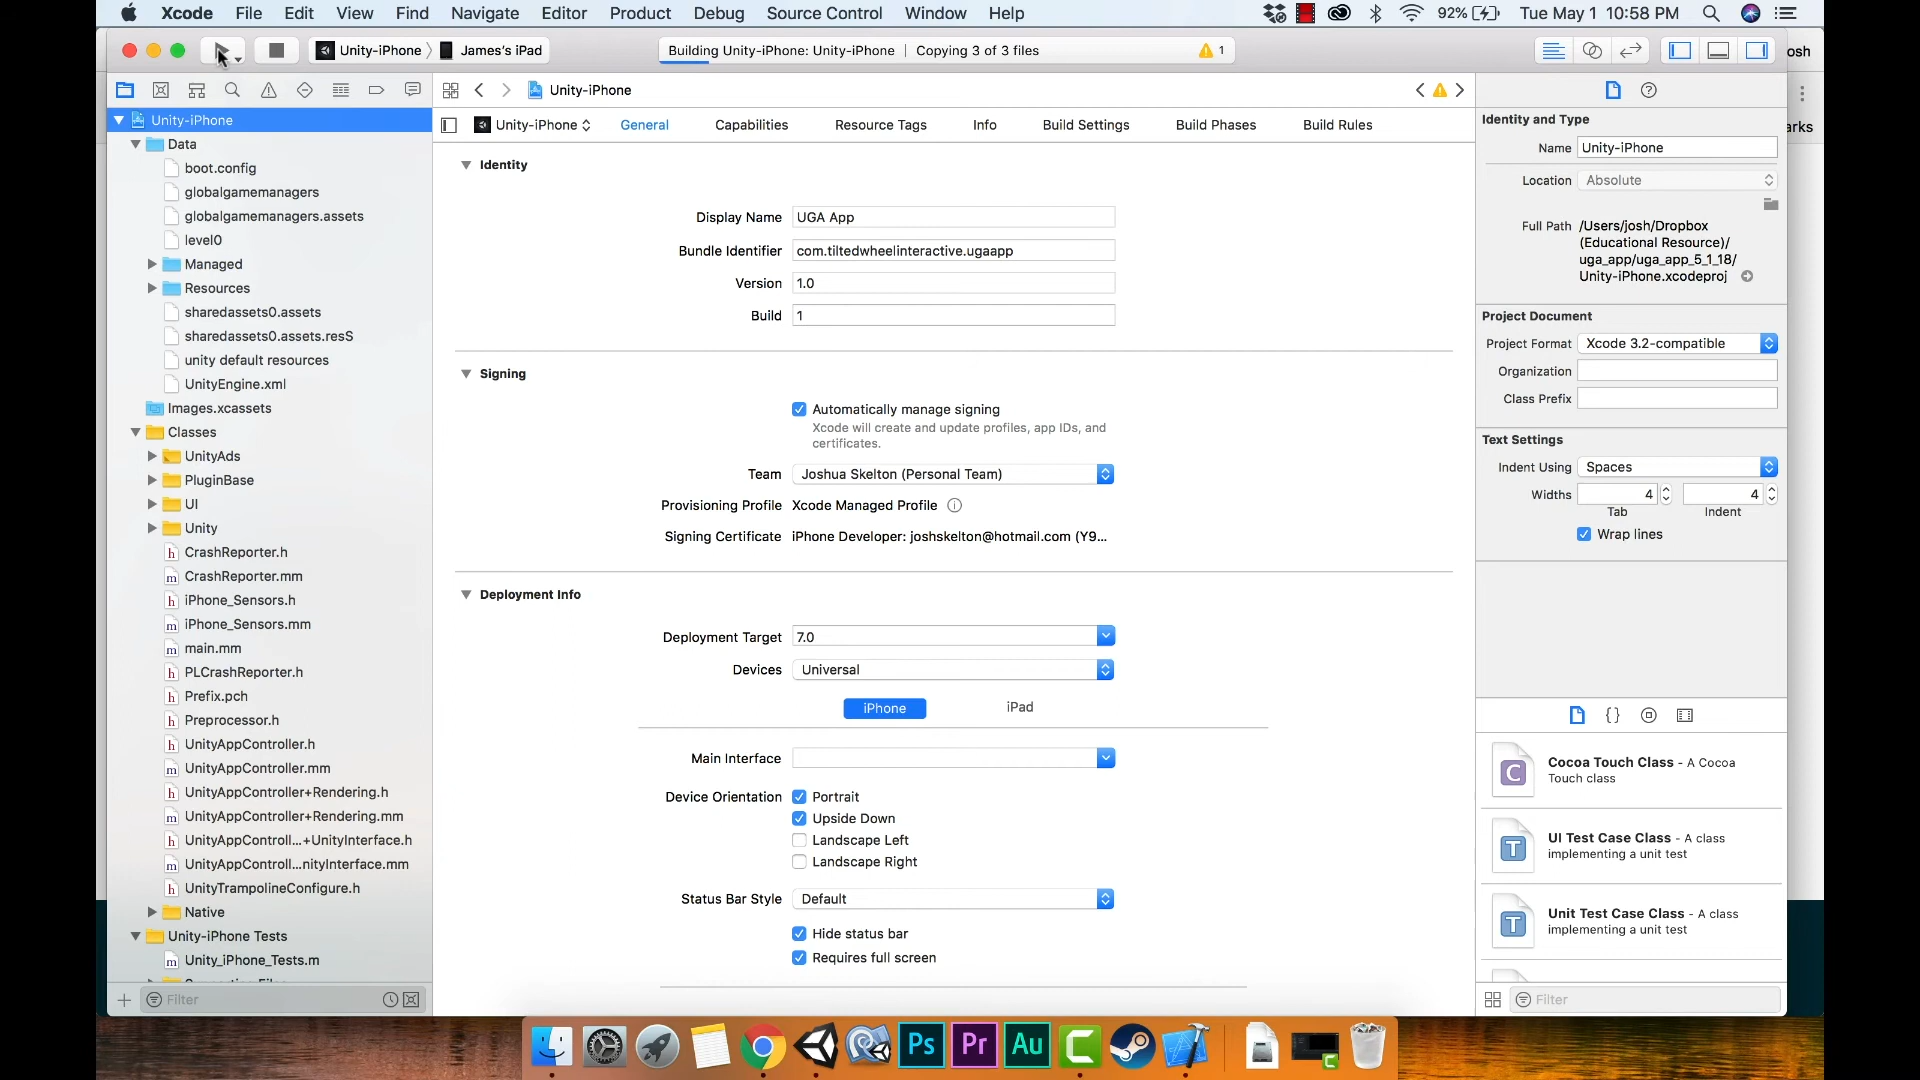 Xcode File Edit View Find Navigate Editor Product Debug Source Control Window Help 92% Tue May 1 10:58 PM
Unity-iPhone James's iPad Building Unity-iPhone: Unity-iPhone | Copying 3 of 3 files 1 osh
Unity-iPhone
arks
Unity-iPhone General Capabilities Resource Tags Info Build Settings Build Phases Build Rules
Unity-iPhone
Data
boot.config
globalgamemanagers
globalgamemanagers.assets
level0
Managed
Resources
sharedassets0.assets
sharedassets0.assets.resS
unity default resources
UnityEngine.xml
Images.xcassets
Classes
UnityAds
PluginBase
UI
Unity
CrashReporter.h
CrashReporter.mm
iPhone_Sensors.h
iPhone_Sensors.mm
main.mm
PLCrashReporter.h
Prefix.pch
Preprocessor.h
UnityAppController.h
UnityAppController.mm
UnityAppController+Rendering.h
UnityAppController+Rendering.mm
UnityAppControll...+UnityInterface.h
UnityAppControll...nityInterface.mm
UnityTrampolineConfigure.h
Native
Unity-iPhone Tests
Unity_iPhone_Tests.m
Filter
Identity
Display Name UGA App
Bundle Identifier com.tiltedwheelinteractive.ugaapp
Version 1.0
Build 1
Signing
Automatically manage signing
Xcode will create and update profiles, app IDs, and
certificates.
Team Joshua Skelton (Personal Team)
Provisioning Profile Xcode Managed Profile
Signing Certificate iPhone Developer: joshskelton@hotmail.com (Y9...
Deployment Info
Deployment Target 7.0
Devices Universal
iPhone iPad
Main Interface
Device Orientation Portrait
Upside Down
Landscape Left
Landscape Right
Status Bar Style Default
Hide status bar
Requires full screen
Identity and Type
Name Unity-iPhone
Location Absolute
Full Path /Users/josh/Dropbox
(Educational Resource)/
uga_app/uga_app_5_1_18/
Unity-iPhone.xcodeproj
Project Document
Project Format Xcode 3.2-compatible
Organization
Class Prefix
Text Settings
Indent Using Spaces
Widths 4 4
Tab Indent
Wrap lines
{}
C Cocoa Touch Class - A Cocoa
Touch class
T UI Test Case Class - A class
implementing a unit test
T Unit Test Case Class - A class
implementing a unit test
Filter
Ps Pr Au C